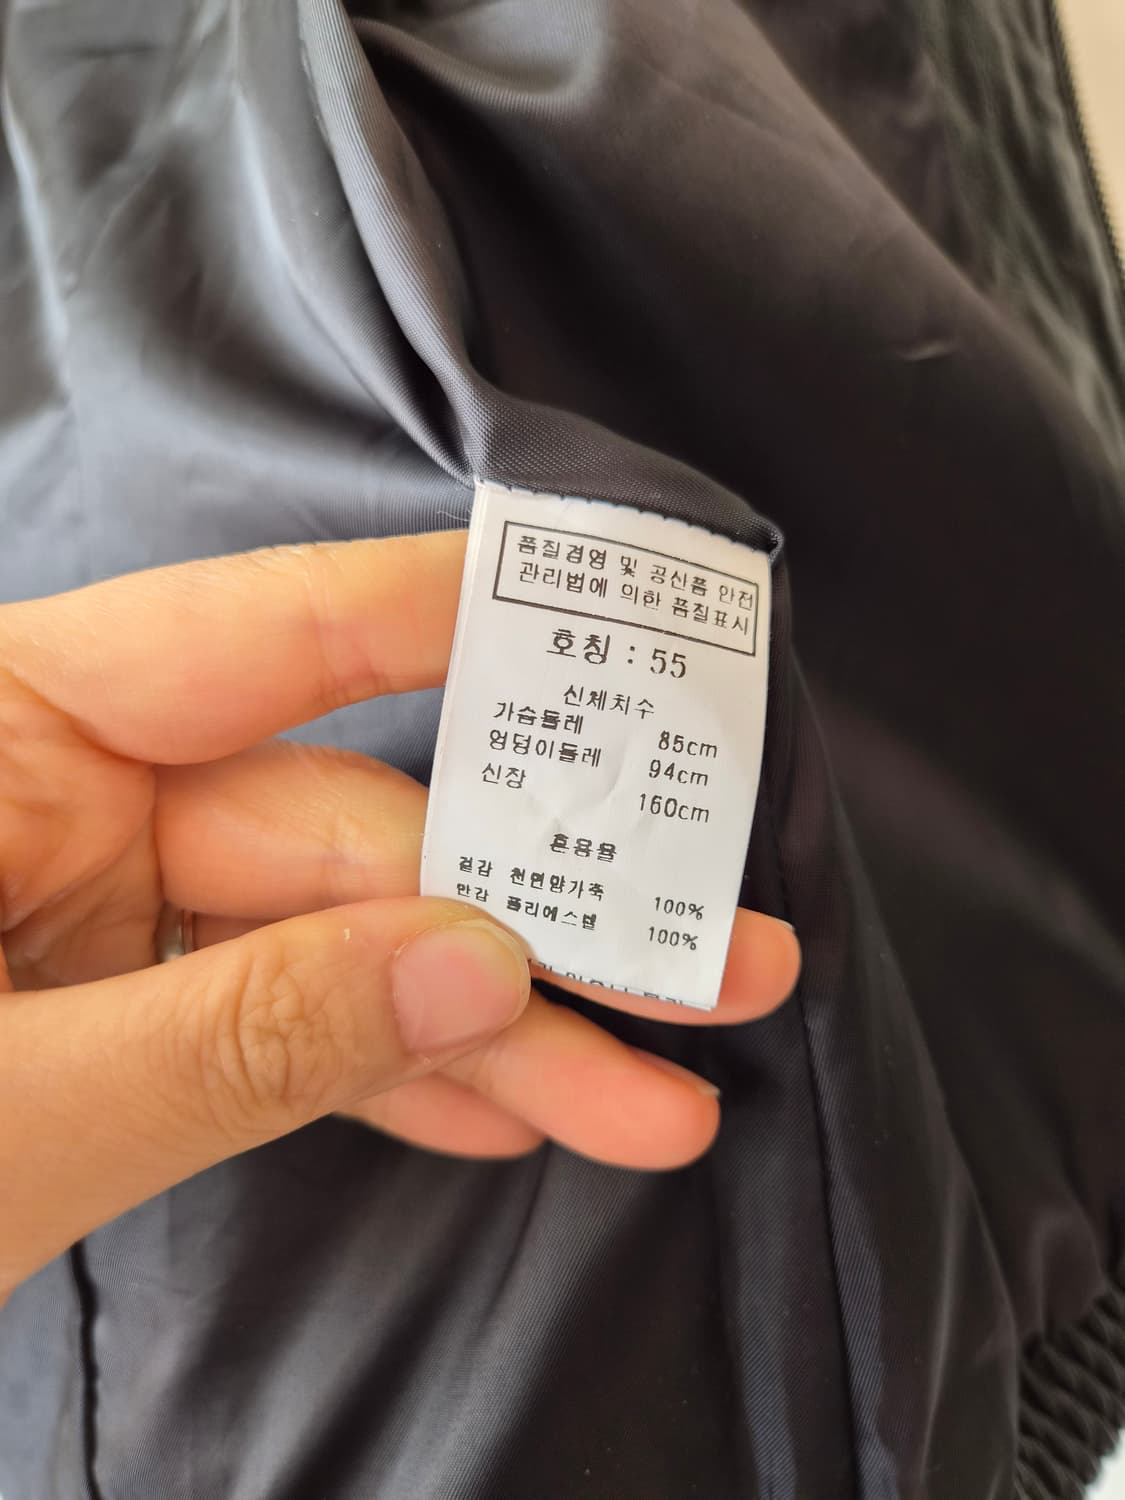 품질경영 및 공산품 안전
관리법에 의한 품질표시
호칭 : 55
신체치수
가슴둘레 85cm
엉덩이둘레 94cm
신장 160cm
혼용율
겉감 천연양가죽 100%
안감 폴리에스텔 100%